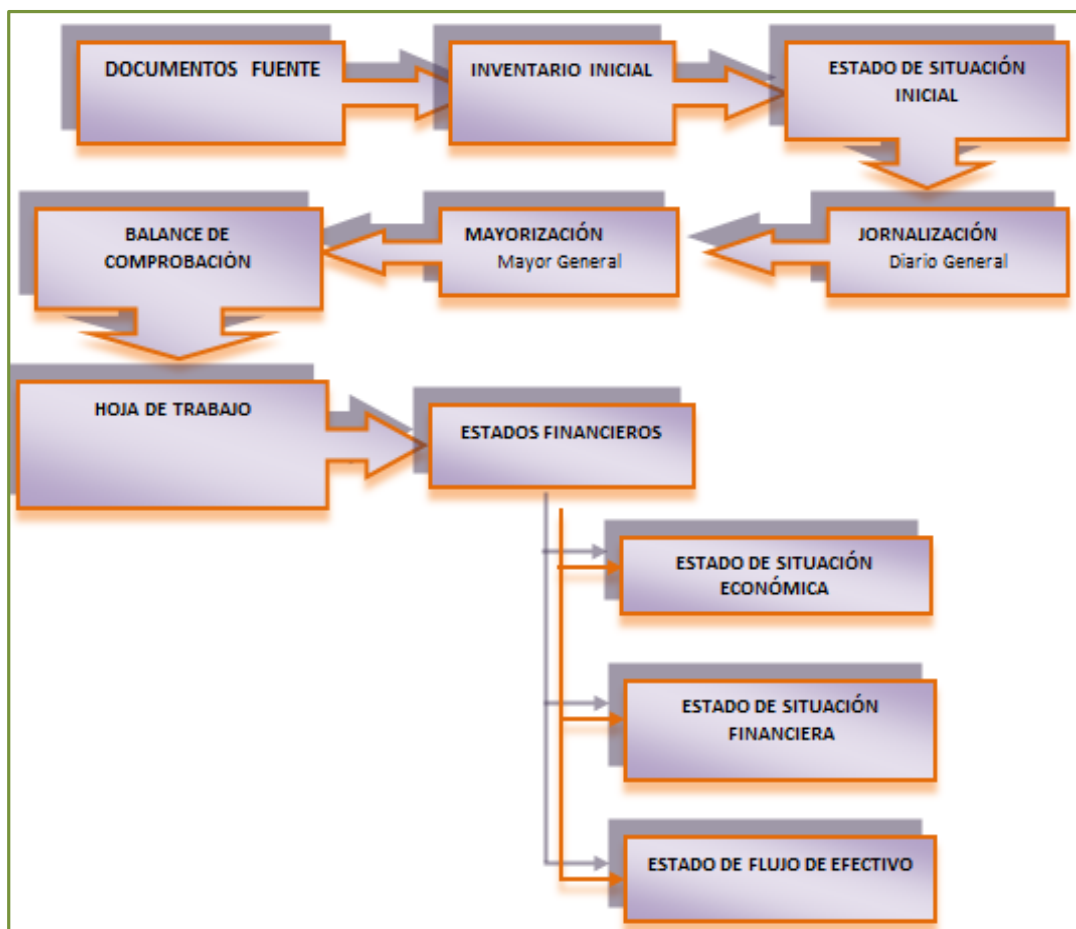 DOCUMENTOS FUENTE
INVENTARIO INICIAL
ESTADO DE SITUACIÓN
INICIAL
JORNALIZACIÓN
Diario General
MAYORIZACIÓN
Mayor General
BALANCE DE
COMPROBACIÓN
HOJA DE TRABAJO
ESTADOS FINANCIEROS
ESTADO DE SITUACIÓN
ECONÓMICA
ESTADO DE SITUACIÓN
FINANCIERA
ESTADO DE FLUJO DE EFECTIVO